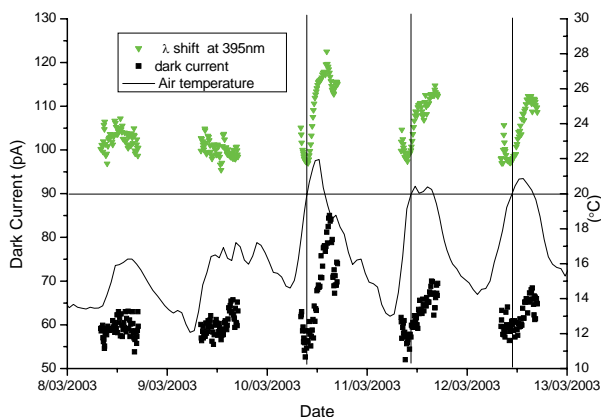 130
120
110
100
90
80
70
60
50
Dark Current (pA)
λ shift at 395nm
dark current
Air temperature
30
28
26
24
22
20
18
16
14
12
10
(°C)
8/03/2003 9/03/2003 10/03/2003 11/03/2003 12/03/2003 13/03/2003
Date